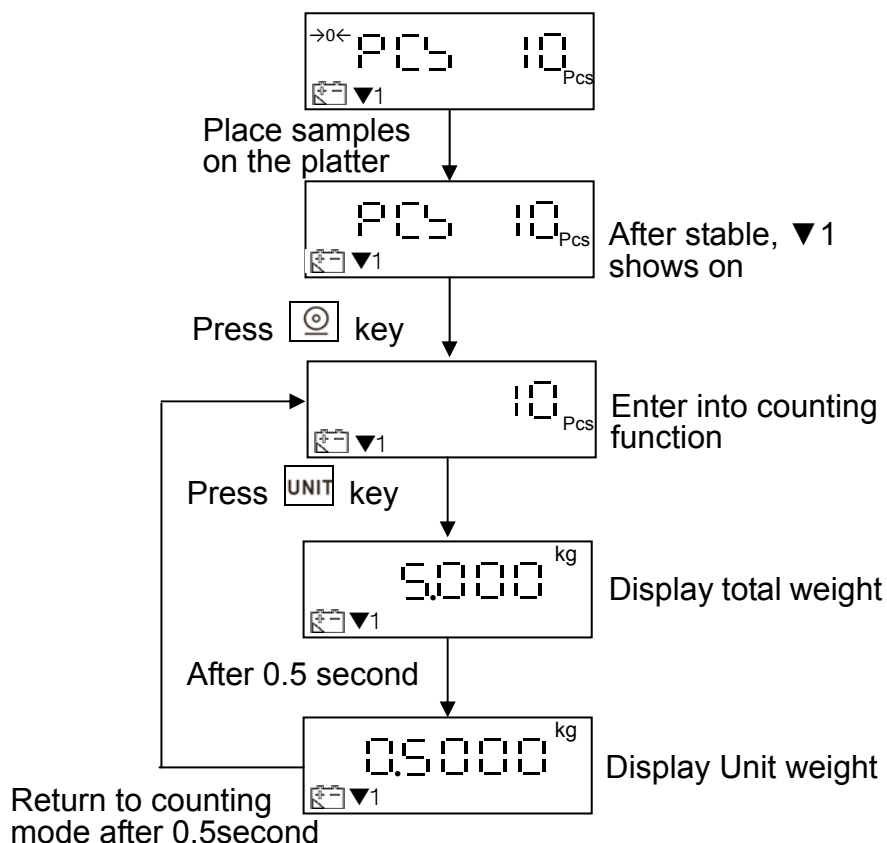 →0← PCS 10 Pcs
▼1
Place samples
on the platter
PCS 10 Pcs
▼1
After stable, ▼1
shows on
Press key
10 Pcs
▼1
Enter into counting
function
Press UNIT key
5.000 kg
▼1
Display total weight
After 0.5 second
0.5000 kg
▼1
Display Unit weight
Return to counting
mode after 0.5second